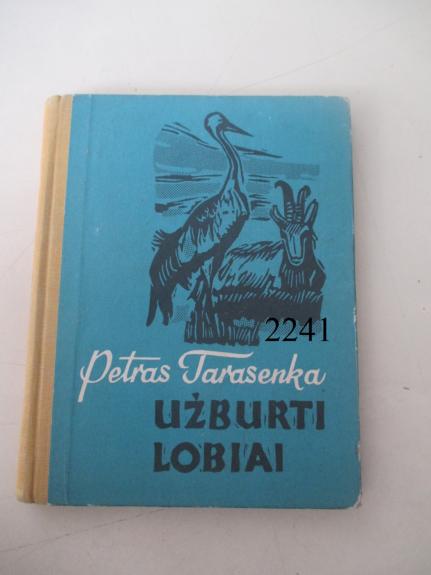 2241
Petras Tarasenka
UŽBURTI
LOBIAI